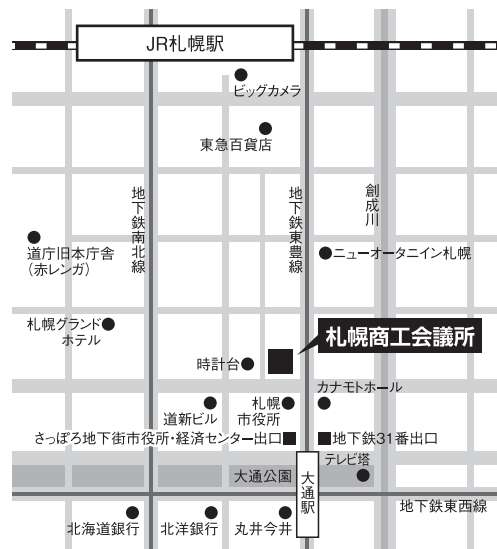 JR札幌駅
ビッグカメラ
東急百貨店
地下鉄南北線
地下鉄東豊線
創成川
道庁旧本庁舎
(赤レンガ)
ニューオータニイン札幌
札幌グランド
ホテル
札幌商工会議所
時計台
カナモトホール
道新ビル
札幌
市役所
さっぽろ地下街市役所・経済センター出口
地下鉄31番出口
大通公園
大通駅
テレビ塔
地下鉄東西線
北海道銀行
北洋銀行
丸井今井